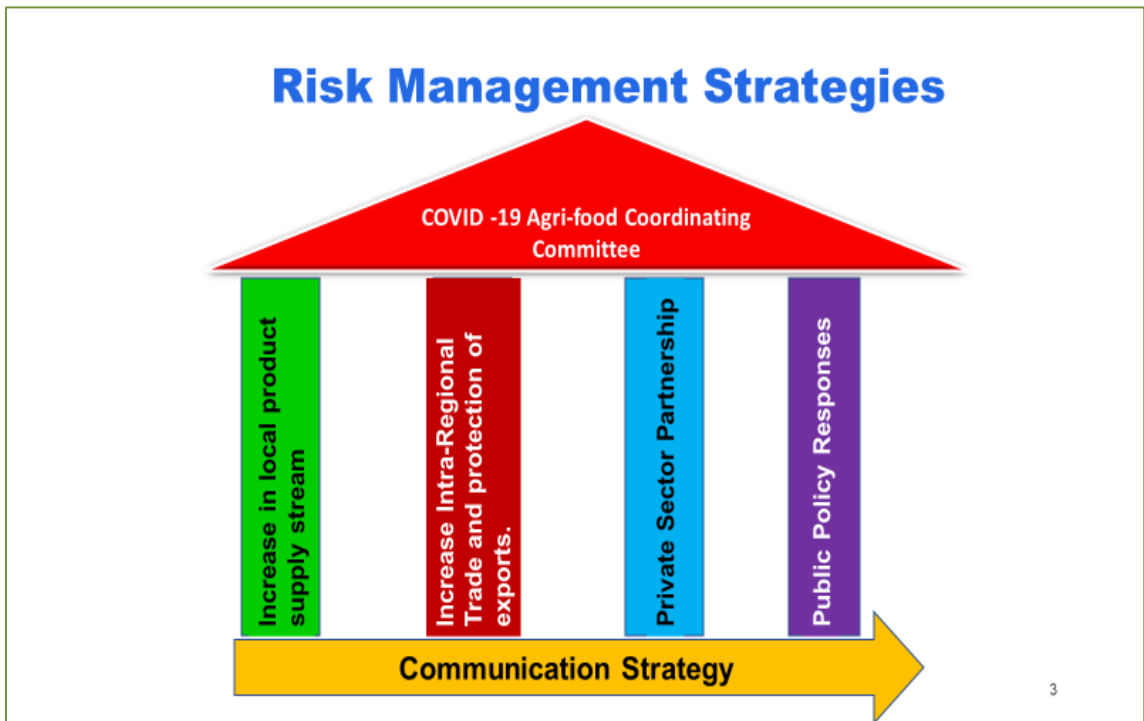 Risk Management Strategies
COVID -19 Agri-food Coordinating
Committee
Increase in local product
supply stream
Increase Intra-Regional
Trade and protection of
exports.
Private Sector Partnership
Public Policy Responses
Communication Strategy
3